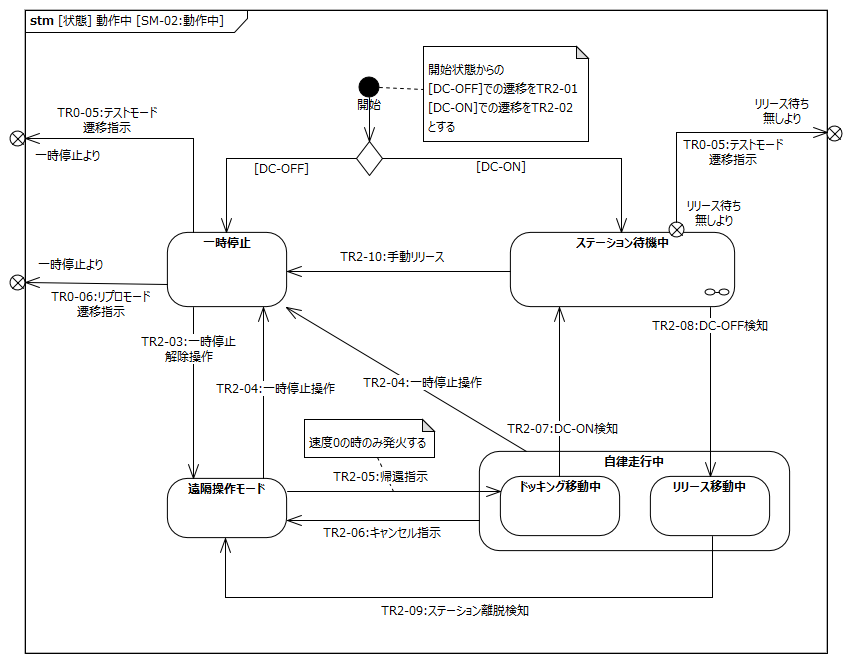 stm [状態] 動作中 [SM-02:動作中]
開始状態からの
[DC-OFF]での遷移をTR2-01
[DC-ON]での遷移をTR2-02
とする
開始
TR0-05:テストモード
遷移指示
一時停止より
リリース待ち
無しより
TR0-05:テストモード
遷移指示
[DC-OFF]
[DC-ON]
リリース待ち
無しより
一時停止
ステーション待機中
TR2-10:手動リリース
一時停止より
TR0-06:リプロモード
遷移指示
TR2-03:一時停止
解除操作
TR2-08:DC-OFF検知
TR2-04:一時停止操作
TR2-04:一時停止操作
TR2-07:DC-ON検知
速度0の時のみ発火する
自律走行中
TR2-05:帰還指示
遠隔操作モード
ドッキング移動中
リリース移動中
TR2-06:キャンセル指示
TR2-09:ステーション離脱検知